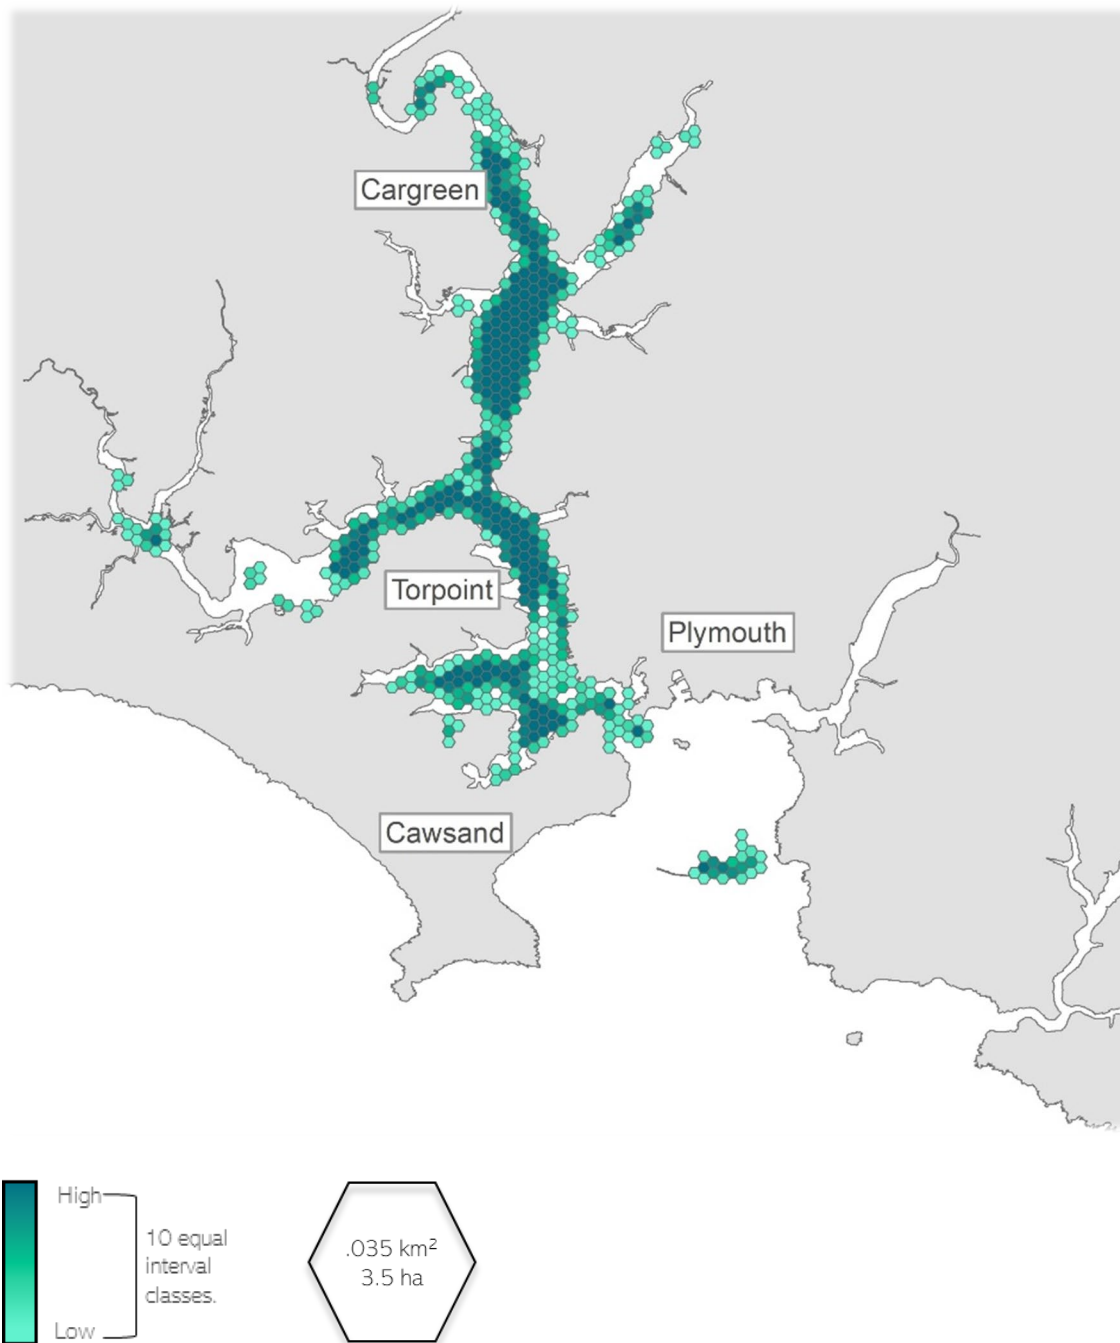 Cargreen
Torpoint
Plymouth
Cawsand
High
10 equal
interval
classes.
Low
.035 km²
3.5 ha